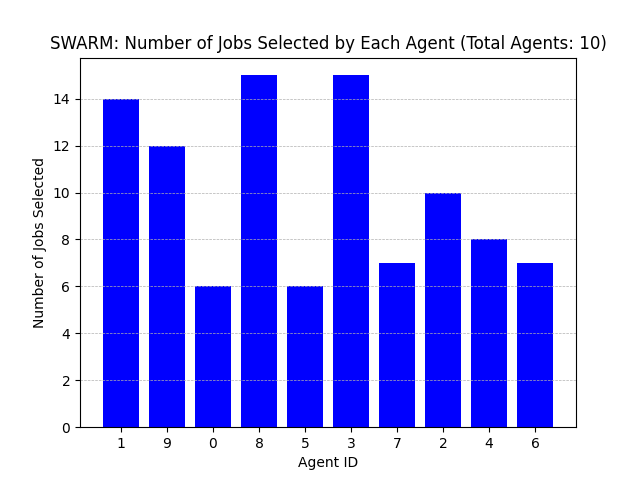 SWARM: Number of Jobs Selected by Each Agent (Total Agents: 10)
Number of Jobs Selected
14
12
10
8
6
4
2
0
1 9 0 8 5 3 7 2 4 6
Agent ID